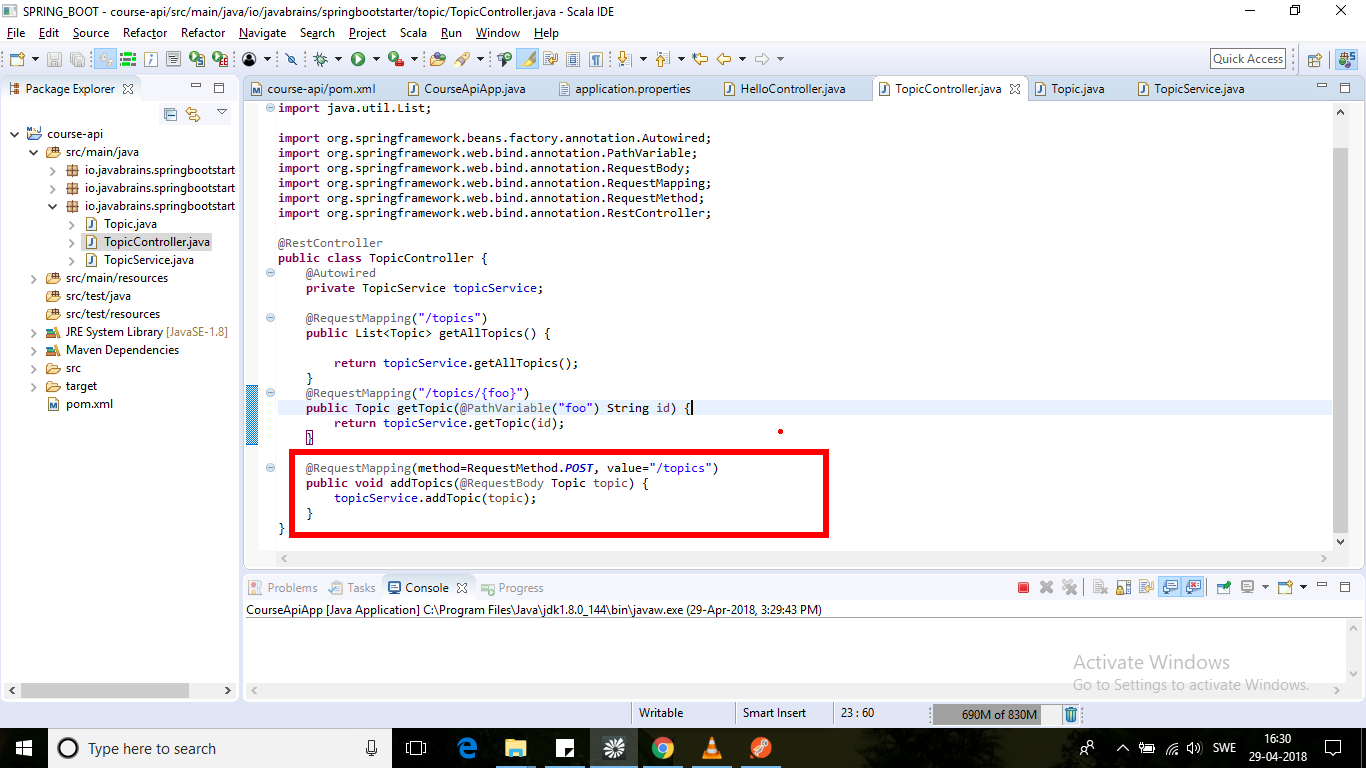 SPRING_BOOT - course-api/src/main/java/io/javabrains/springbootstarter/topic/TopicController.java - Scala IDE
File Edit Source Refactor Refactor Navigate Search Project Scala Run Window Help
Quick Access
Package Explorer
course-api/pom.xml CourseApiApp.java application.properties HelloController.java TopicController.java Topic.java TopicService.java
course-api
src/main/java
io.javabrains.springbootstart
io.javabrains.springbootstart
io.javabrains.springbootstart
Topic.java
TopicController.java
TopicService.java
src/main/resources
src/test/java
src/test/resources
JRE System Library [JavaSE-1.8]
Maven Dependencies
src
target
pom.xml
import java.util.List;
import org.springframework.beans.factory.annotation.Autowired;
import org.springframework.web.bind.annotation.PathVariable;
import org.springframework.web.bind.annotation.RequestBody;
import org.springframework.web.bind.annotation.RequestMapping;
import org.springframework.web.bind.annotation.RequestMethod;
import org.springframework.web.bind.annotation.RestController;
@RestController
public class TopicController {
@Autowired
private TopicService topicService;
@RequestMapping("/topics")
public List<Topic> getAllTopics() {
return topicService.getAllTopics();
}
@RequestMapping("/topics/{foo}")
public Topic getTopic(@PathVariable("foo") String id) {
return topicService.getTopic(id);
}
@RequestMapping(method=RequestMethod.POST, value="/topics")
public void addTopics(@RequestBody Topic topic) {
topicService.addTopic(topic);
}
}
Problems Tasks Console Progress
CourseApiApp [Java Application] C:\Program Files\Java\jdk1.8.0_144\bin\javaw.exe (29-Apr-2018, 3:29:43 PM)
Activate Windows
Go to Settings to activate Windows.
Writable Smart Insert 23 : 60 690M of 830M
Type here to search
SWE
16:30
29-04-2018